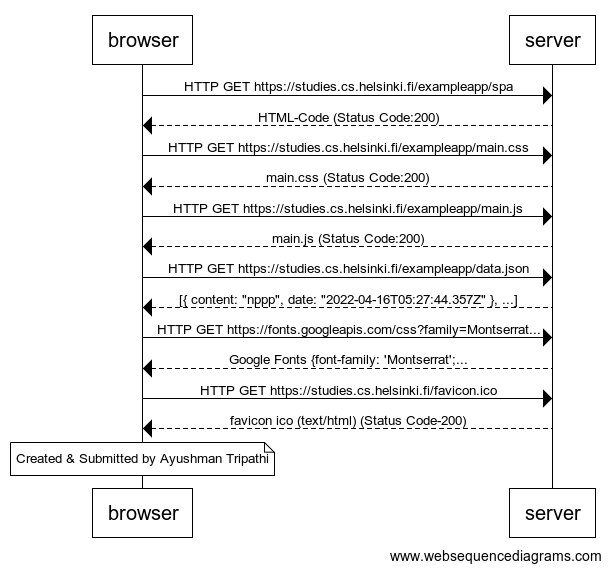 browser
server
HTTP GET https://studies.cs.helsinki.fi/exampleapp/spa
HTML-Code (Status Code:200)
HTTP GET https://studies.cs.helsinki.fi/exampleapp/main.css
main.css (Status Code:200)
HTTP GET https://studies.cs.helsinki.fi/exampleapp/main.js
main.js (Status Code:200)
HTTP GET https://studies.cs.helsinki.fi/exampleapp/data.json
[{ content: "nppp", date: "2022-04-16T05:27:44.357Z" }, ...]
HTTP GET https://fonts.googleapis.com/css?family=Montserrat...
Google Fonts {font-family: 'Montserrat';...
HTTP GET https://studies.cs.helsinki.fi/favicon.ico
favicon ico (text/html) (Status Code-200)
Created & Submitted by Ayushman Tripathi
browser
server
www.websequencediagrams.com